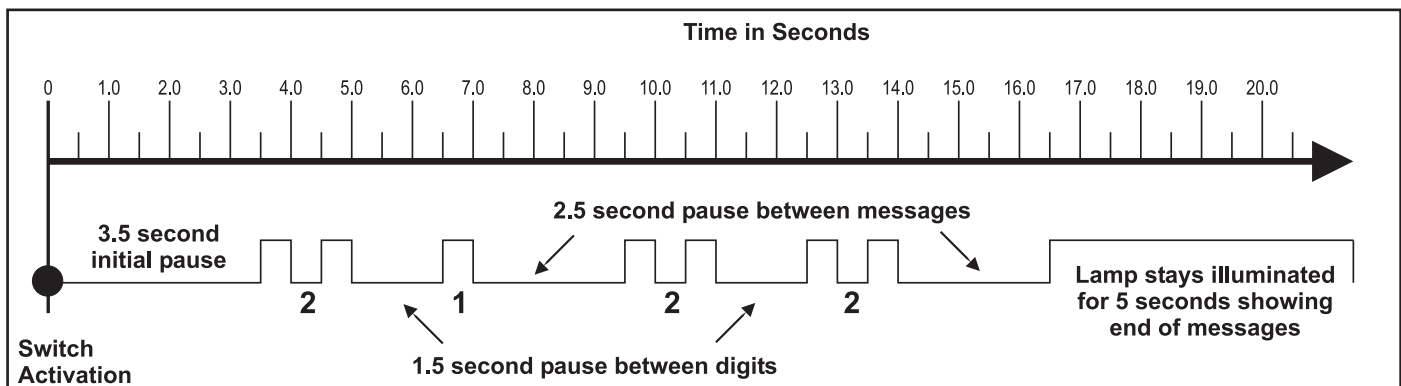 Time in Seconds
0 1.0 2.0 3.0 4.0 5.0 6.0 7.0 8.0 9.0 10.0 11.0 12.0 13.0 14.0 15.0 16.0 17.0 18.0 19.0 20.0
2.5 second pause between messages
3.5 second
initial pause
Lamp stays illuminated
for 5 seconds showing
end of messages
2 1 2 2
1.5 second pause between digits
Switch
Activation